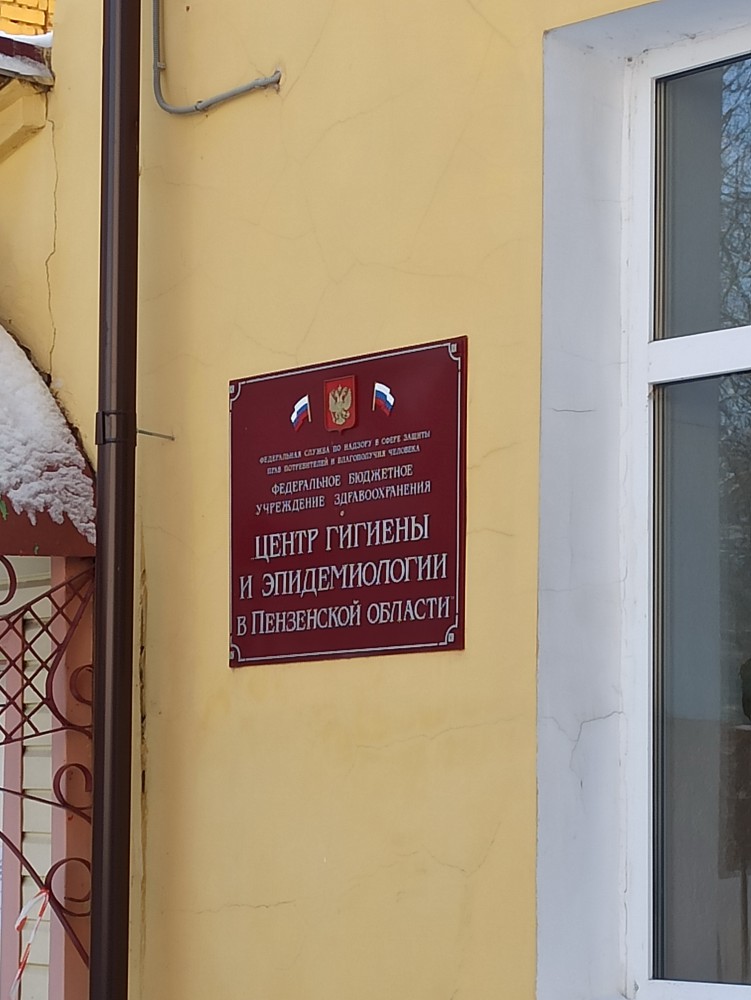 ФЕДЕРАЛЬНАЯ СЛУЖБА ПО НАДЗОРУ В СФЕРЕ ЗАЩИТЫ
ПРАВ ПОТРЕБИТЕЛЕЙ И БЛАГОПОЛУЧИЯ ЧЕЛОВЕКА
ФЕДЕРАЛЬНОЕ БЮДЖЕТНОЕ
УЧРЕЖДЕНИЕ ЗДРАВООХРАНЕНИЯ
„ЦЕНТР ГИГИЕНЫ
И ЭПИДЕМИОЛОГИИ
В ПЕНЗЕНСКОЙ ОБЛАСТИ"